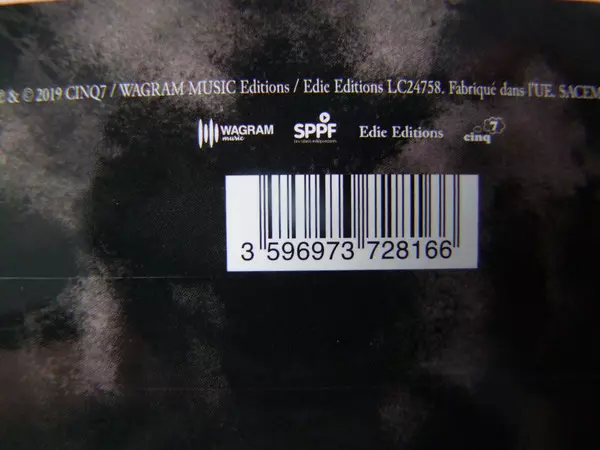 & © 2019 CINQ7 / WAGRAM MUSIC Editions / Edie Editions LC24758. Fabriqué dans l'UE. SACEM
WAGRAM music SPPF Edie Editions cinq 7
3 596973 728166